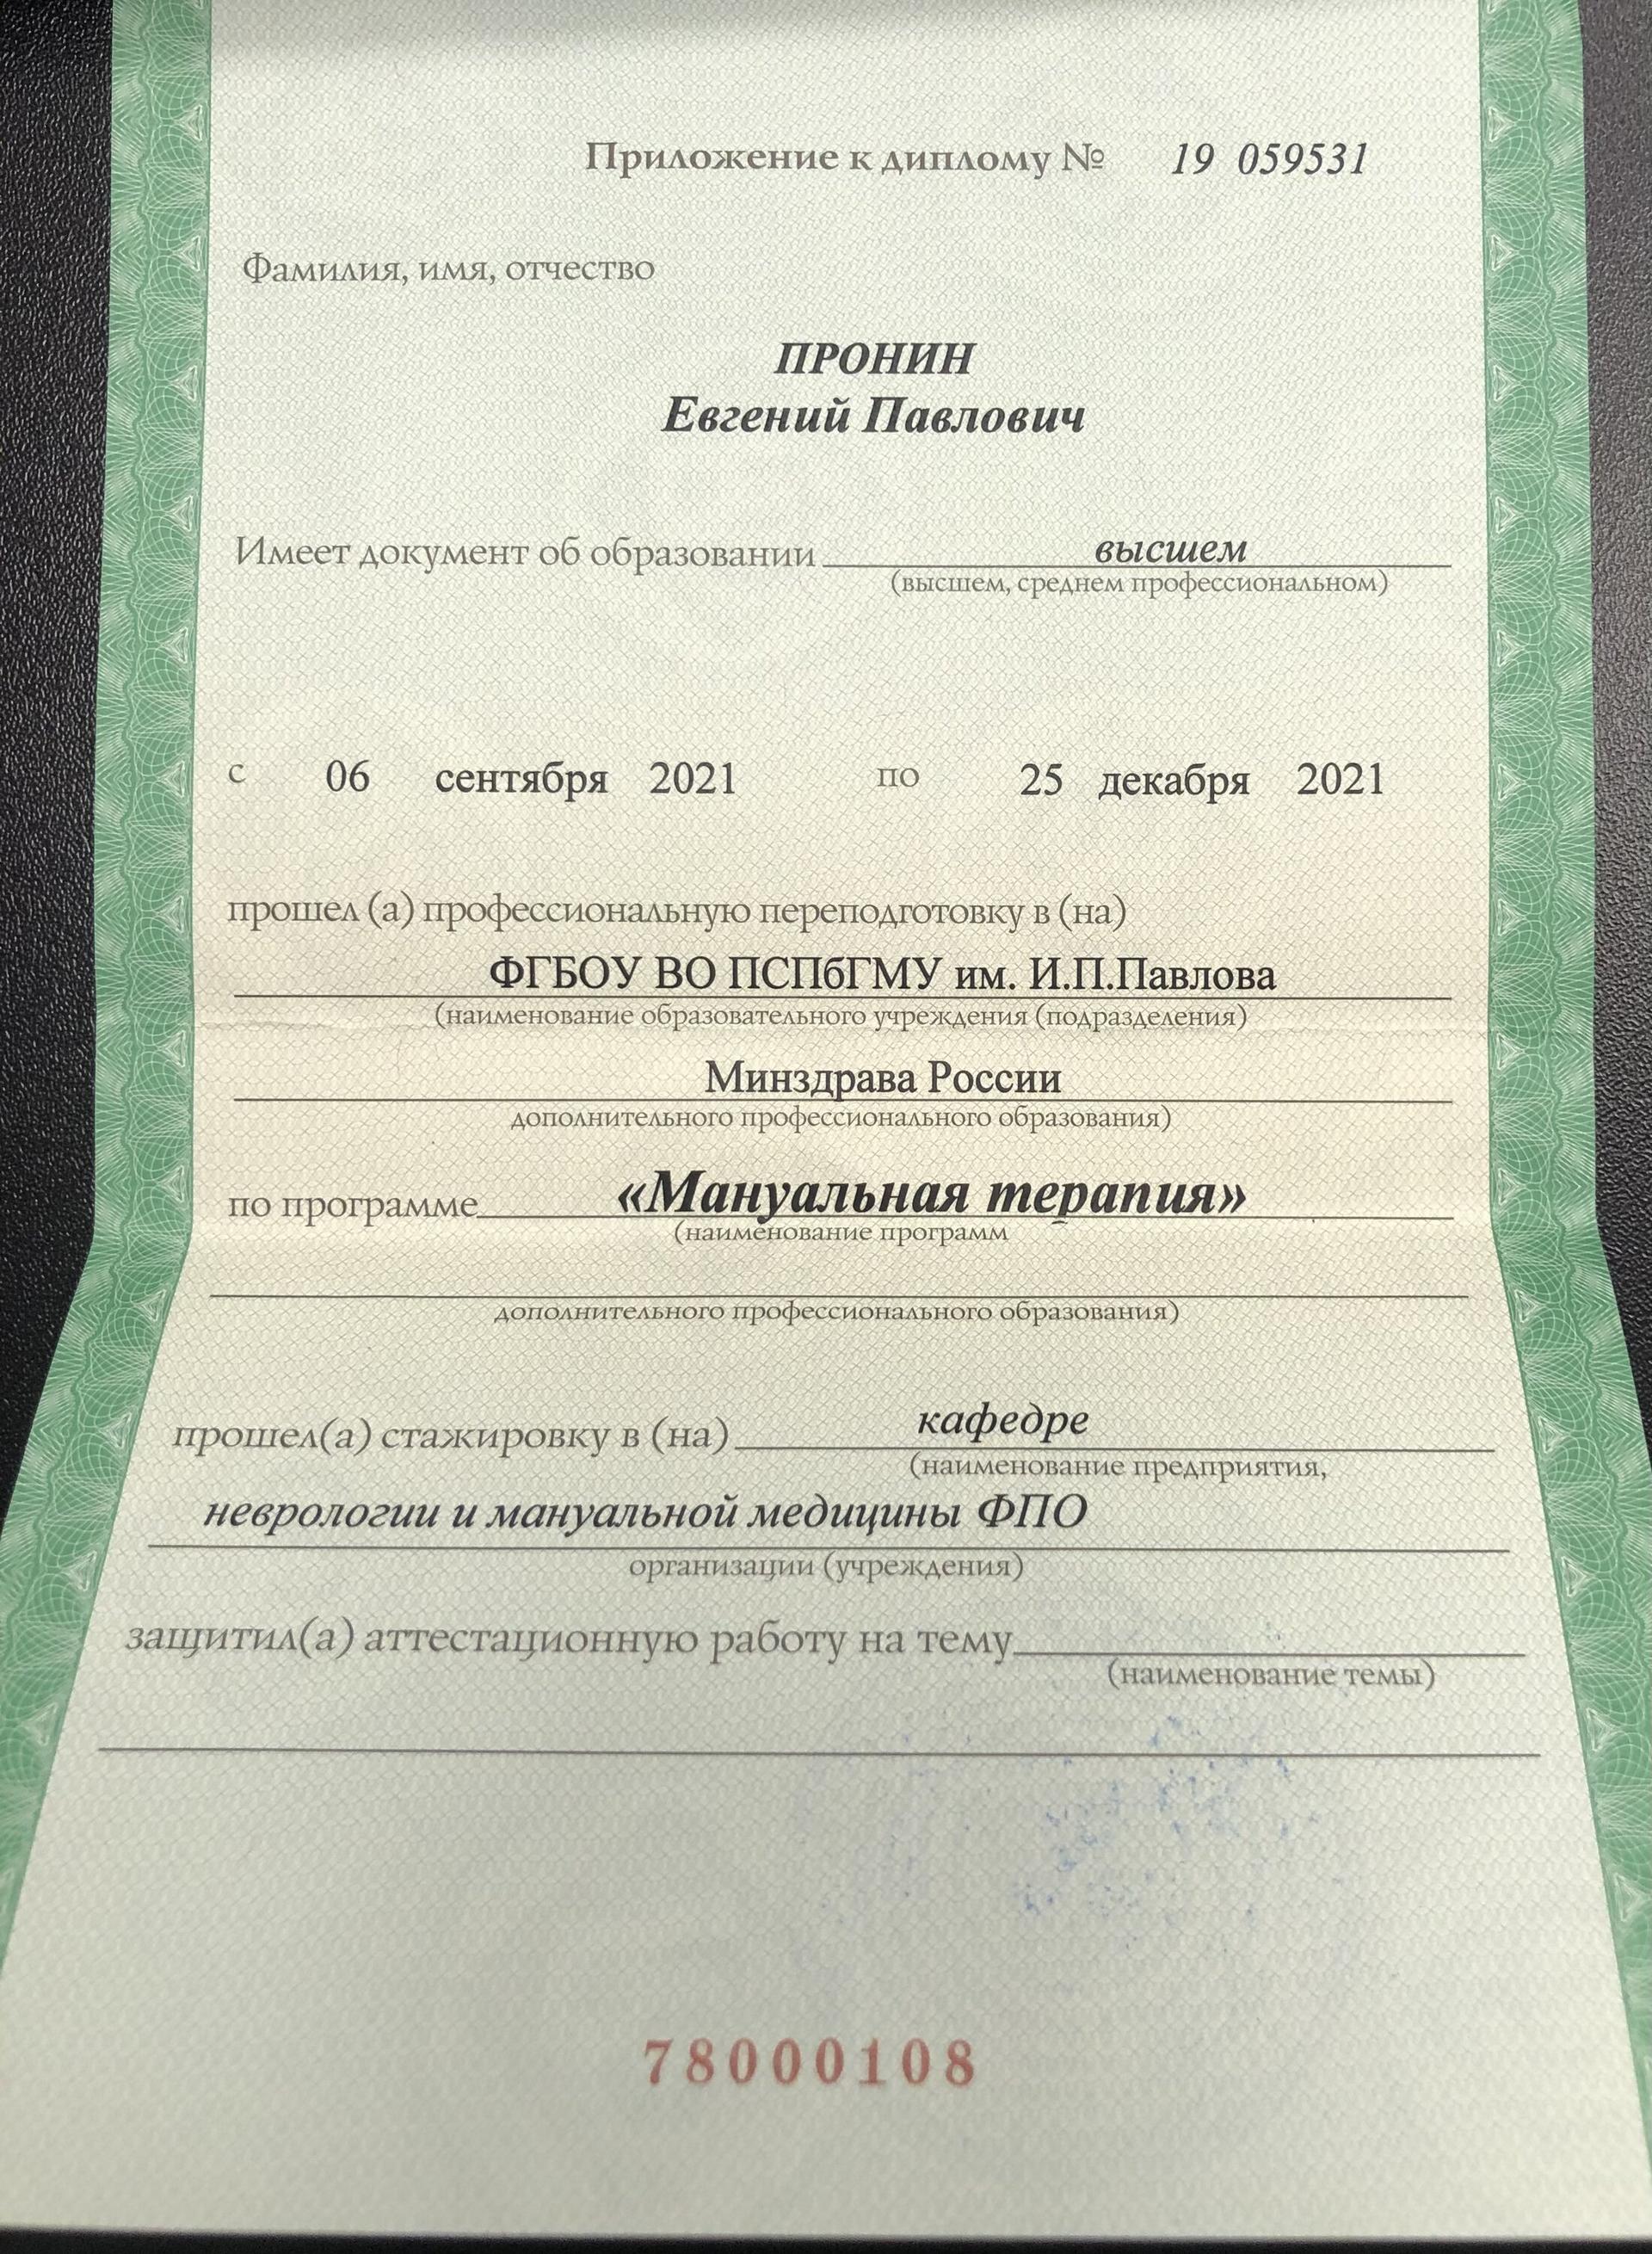 Приложение к диплому № 19 059531
Фамилия, имя, отчество
ПРОНИН
Евгений Павлович
Имеет документ об образовании высшем
(высшем, среднем профессиональном)
с 06 сентября 2021 по 25 декабря 2021
прошел (а) профессиональную переподготовку в (на)
ФГБОУ ВО ПСПбГМУ им. И.П.Павлова
(наименование образовательного учреждения (подразделения)
Минздрава России
дополнительного профессионального образования)
по программе «Мануальная терапия»
(наименование программ
дополнительного профессионального образования)
прошел(а) стажировку в (на) кафедре
(наименование предприятия,
неврологии и мануальной медицины ФПО
организации (учреждения)
защитил(а) аттестационную работу на тему
(наименование темы)
78000108